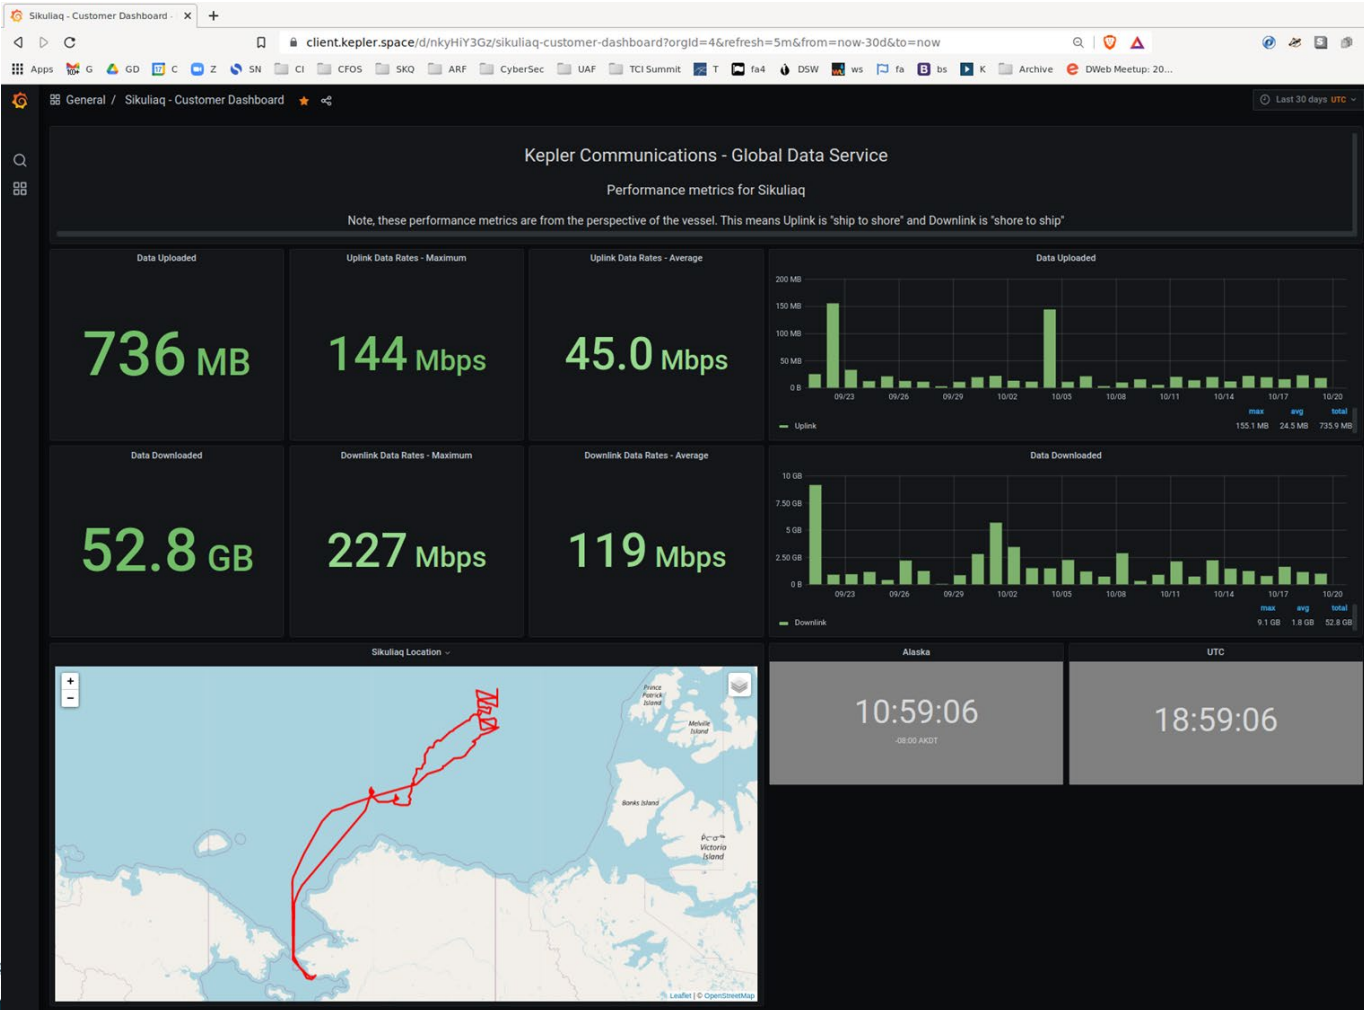 Sikuliaq - Customer Dashboard -
client.kepler.space/d/nkyHiY3Gz/sikuliaq-customer-dashboard?orgId=4&refresh=5m&from=now-30d&to=now
Apps G GD C Z SN CI CFOS SKQ ARF CyberSec UAF TCI Summit T fa4 DSW ws fa bs K Archive DWeb Meetup: 20...
General / Sikuliaq - Customer Dashboard
Last 30 days UTC
Kepler Communications - Global Data Service
Performance metrics for Sikuliaq
Note, these performance metrics are from the perspective of the vessel. This means Uplink is "ship to shore" and Downlink is "shore to ship"
Data Uploaded
736 MB
Uplink Data Rates - Maximum
144 Mbps
Uplink Data Rates - Average
45.0 Mbps
Data Uploaded
200 MB
150 MB
100 MB
50 MB
0 B
09/23 09/26 09/29 10/02 10/05 10/08 10/11 10/14 10/17 10/20
max avg total
Uplink 155.1 MB 24.5 MB 735.9 MB
Data Downloaded
52.8 GB
Downlink Data Rates - Maximum
227 Mbps
Downlink Data Rates - Average
119 Mbps
Data Downloaded
10 GB
7.50 GB
5 GB
2.50 GB
0 B
09/23 09/26 09/29 10/02 10/05 10/08 10/11 10/14 10/17 10/20
max avg total
Downlink 9.1 GB 1.8 GB 52.8 GB
Sikuliaq Location
+
−
Prince
Patrick
Island
Melville
Island
Banks Island
Victoria
Island
Leaflet | © OpenStreetMap
Alaska
10:59:06
-08:00 AKDT
UTC
18:59:06